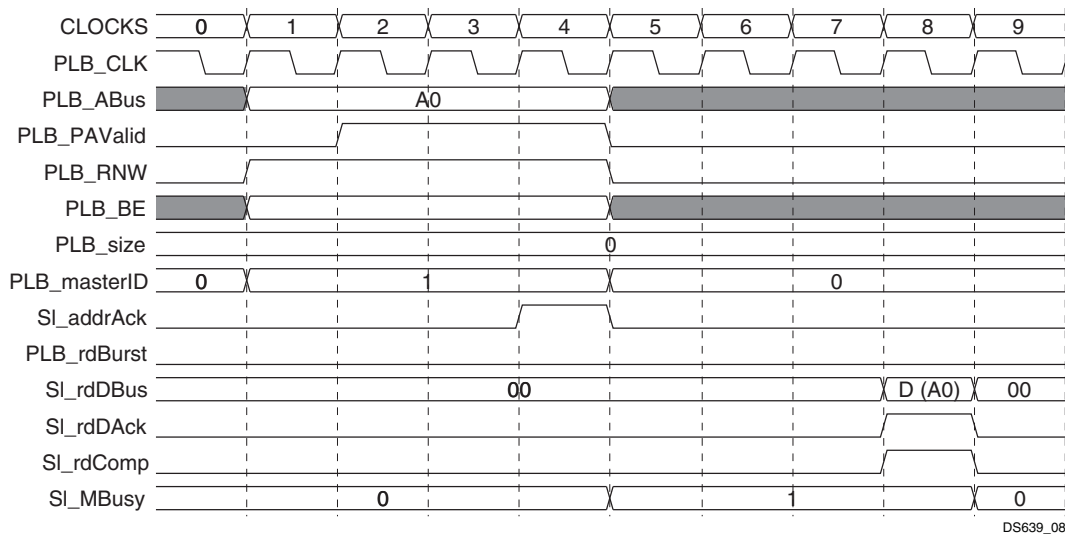 CLOCKS 0 1 2 3 4 5 6 7 8 9
PLB_CLK
PLB_ABus A0
PLB_PAValid
PLB_RNW
PLB_BE
PLB_size 0
PLB_masterID 0 1 0
Sl_addrAck
PLB_rdBurst
Sl_rdDBus 00 D (A0) 00
Sl_rdDAck
Sl_rdComp
Sl_MBusy 0 1 0
DS639_08